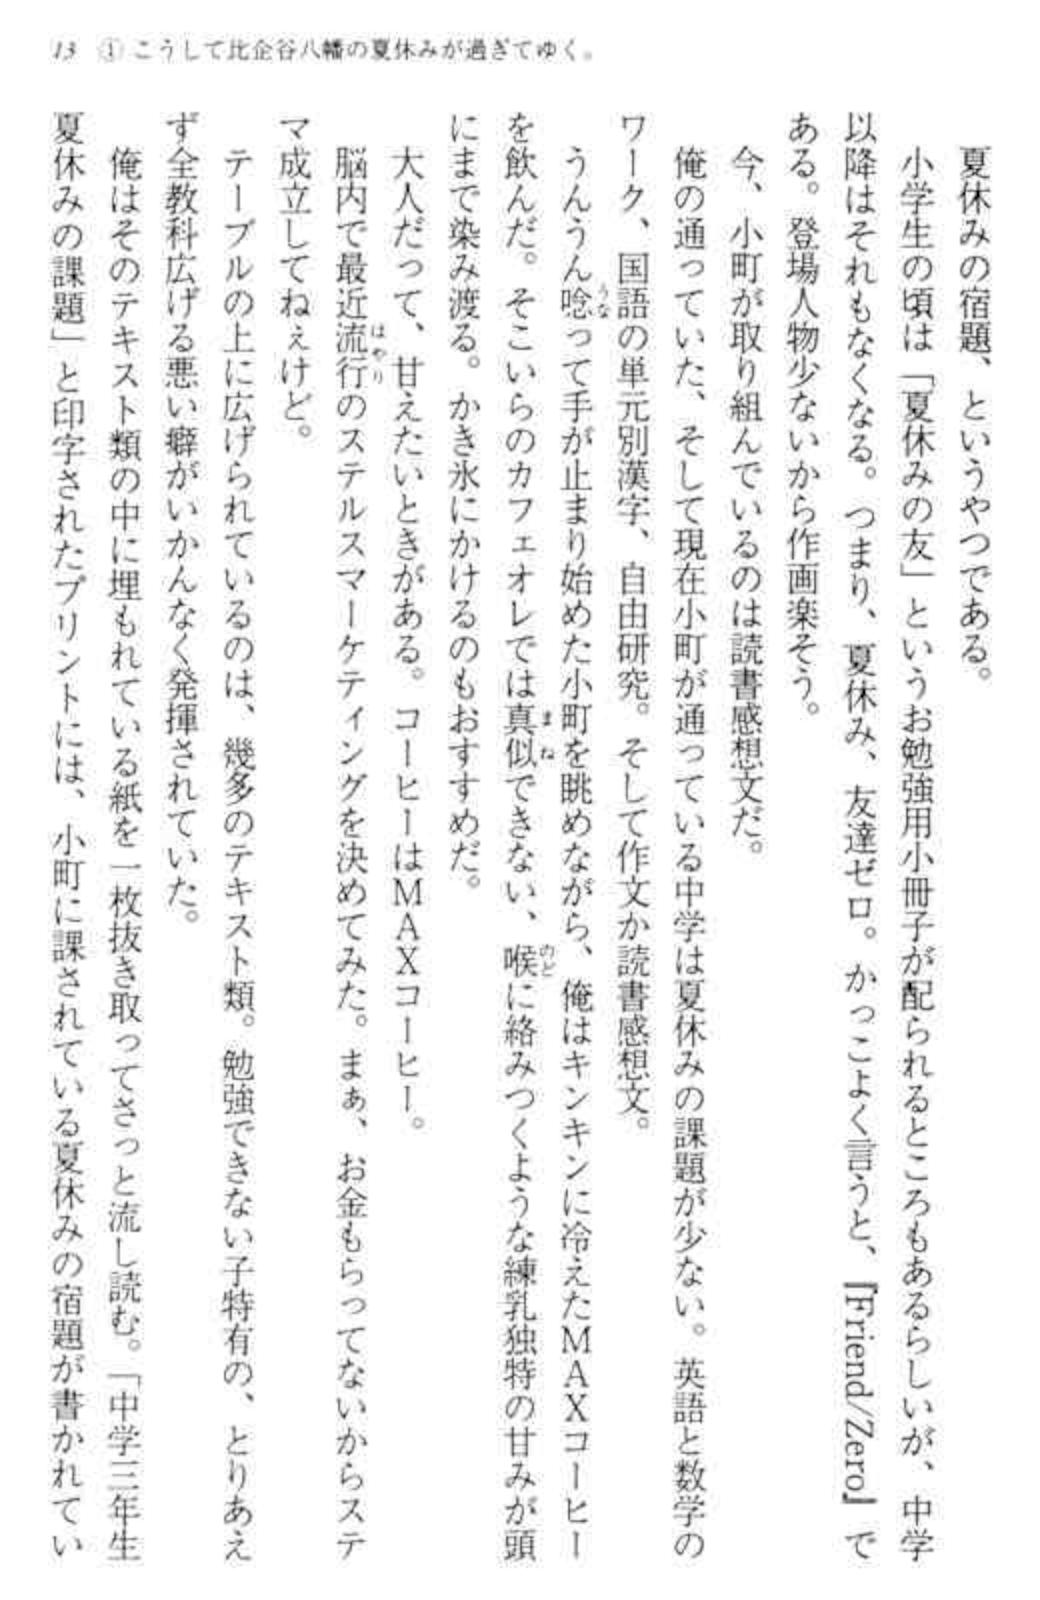 13　①こうして比企谷八幡の夏休みが過ぎてゆく。
夏休みの宿題、というやつである。
小学生の頃は「夏休みの友」というお勉強用小冊子が配られるところもあるらしいが、中学
以降はそれもなくなる。つまり、夏休み、友達ゼロ。かっこよく言うと、『Friend/Zero』で
ある。登場人物少ないから作画楽そう。
今、小町が取り組んでいるのは読書感想文だ。
俺の通っていた、そして現在小町が通っている中学は夏休みの課題が少ない。英語と数学の
ワーク、国語の単元別漢字、自由研究。そして作文か読書感想文。
うんうん唸って手が止まり始めた小町を眺めながら、俺はキンキンに冷えたMAXコーヒー
を飲んだ。そこいらのカフェオレでは真似できない、喉に絡みつくような練乳独特の甘みが頭
にまで染み渡る。かき氷にかけるのもおすすめだ。
大人だって、甘えたいときがある。コーヒーはMAXコーヒー。
脳内で最近流行のステルスマーケティングを決めてみた。まぁ、お金もらってないからステ
マ成立してねぇけど。
テーブルの上に広げられているのは、幾多のテキスト類。勉強できない子特有の、とりあえ
ず全教科広げる悪い癖がいかんなく発揮されていた。
俺はそのテキスト類の中に埋もれている紙を一枚抜き取ってさっと流し読む。「中学三年生
夏休みの課題」と印字されたプリントには、小町に課されている夏休みの宿題が書かれてい